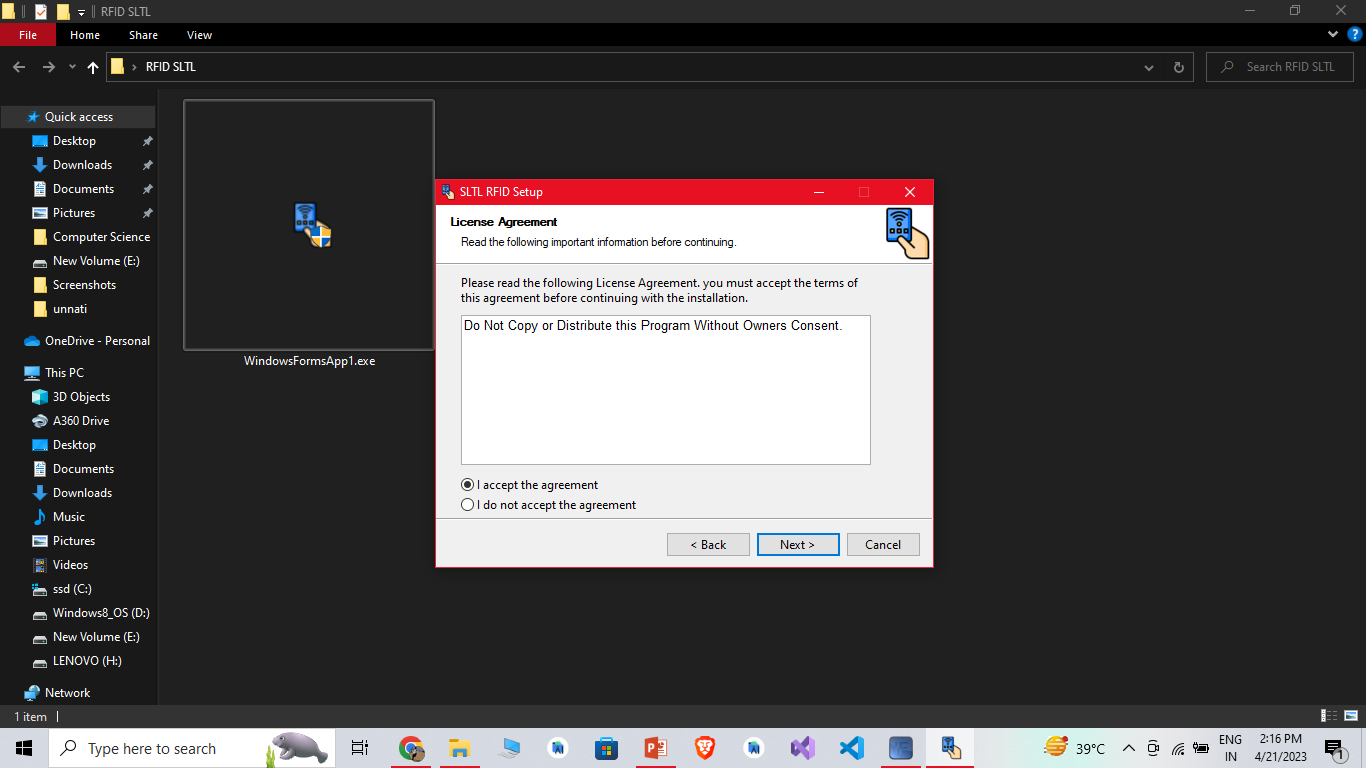 RFID SLTL
File Home Share View
RFID SLTL
Search RFID SLTL
Quick access
Desktop
Downloads
Documents
Pictures
Computer Science
New Volume (E:)
Screenshots
unnati
OneDrive - Personal
This PC
3D Objects
A360 Drive
Desktop
Documents
Downloads
Music
Pictures
Videos
ssd (C:)
Windows8_OS (D:)
New Volume (E:)
LENOVO (H:)
Network
WindowsFormsApp1.exe
SLTL RFID Setup
License Agreement
Read the following important information before continuing.
Please read the following License Agreement. you must accept the terms of
this agreement before continuing with the installation.
Do Not Copy or Distribute this Program Without Owners Consent.
I accept the agreement
I do not accept the agreement
< Back Next > Cancel
1 item
Type here to search
39°C
ENG
IN
2:16 PM
4/21/2023
1